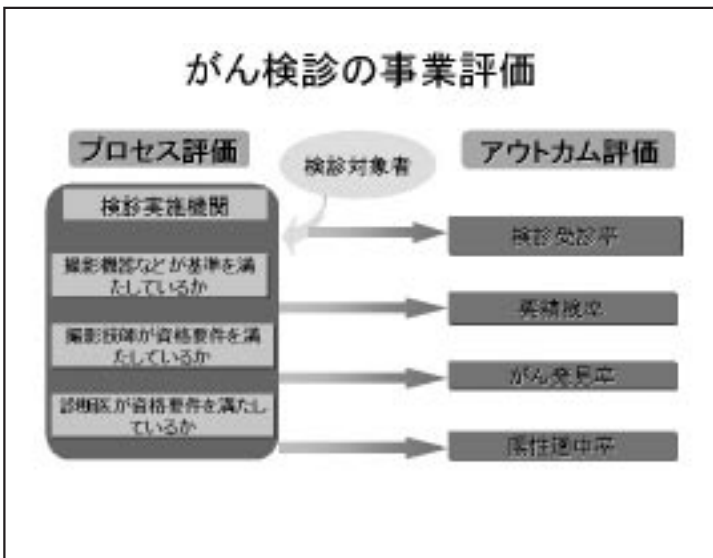 がん検診の事業評価
プロセス評価
検診対象者
アウトカム評価
検診実施機関
撮影機器などが基準を満
たしているか
撮影技師が資格要件を満
たしているか
診断医が資格要件を満たし
ているか
検診受診率
要精検率
がん発見率
陽性適中率